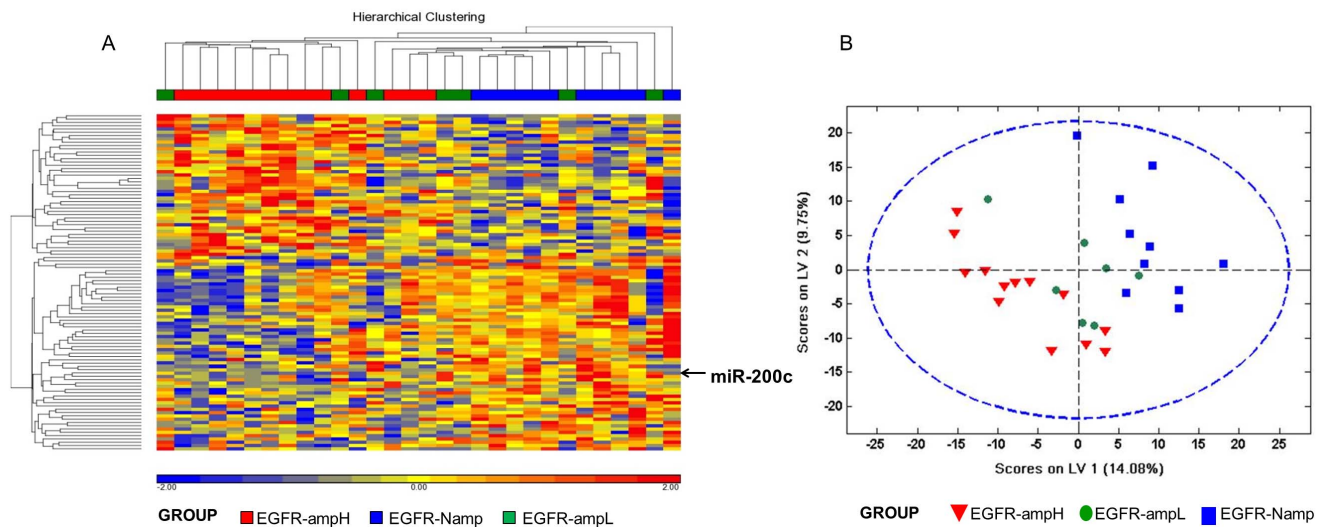 Hierarchical Clustering
A
miR-200c
-2.00 0.00 2.00
GROUP EGFR-ampH EGFR-Namp EGFR-ampL
B
Scores on LV 2 (9.75%)
20
15
10
5
0
-5
-10
-15
-20
-25 -20 -15 -10 -5 0 5 10 15 20 25
Scores on LV 1 (14.08%)
GROUP EGFR-ampH EGFR-ampL EGFR-Namp